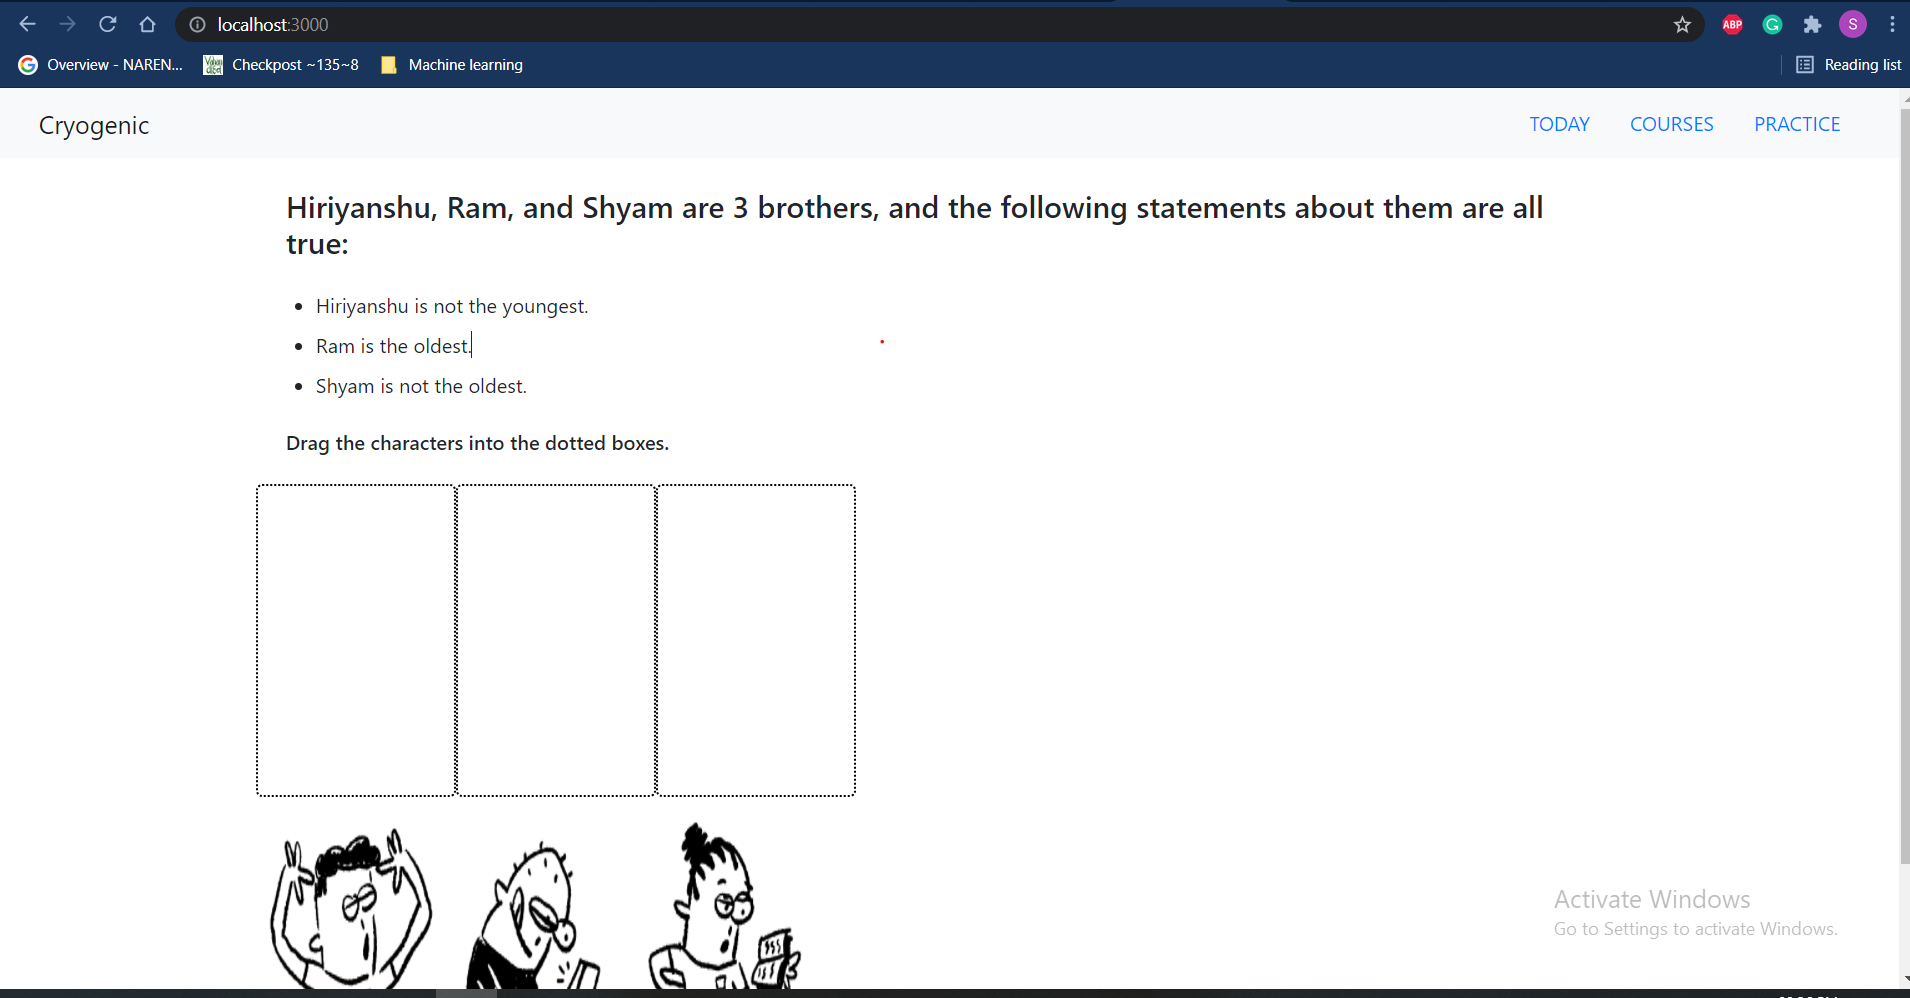 localhost:3000
ABP
G
S
Overview - NAREN...
Checkpost ~135~8
Machine learning
Reading list
Cryogenic
TODAY
COURSES
PRACTICE
Hiriyanshu, Ram, and Shyam are 3 brothers, and the following statements about them are all
true:
• Hiriyanshu is not the youngest.
• Ram is the oldest.
• Shyam is not the oldest.
Drag the characters into the dotted boxes.
Activate Windows
Go to Settings to activate Windows.